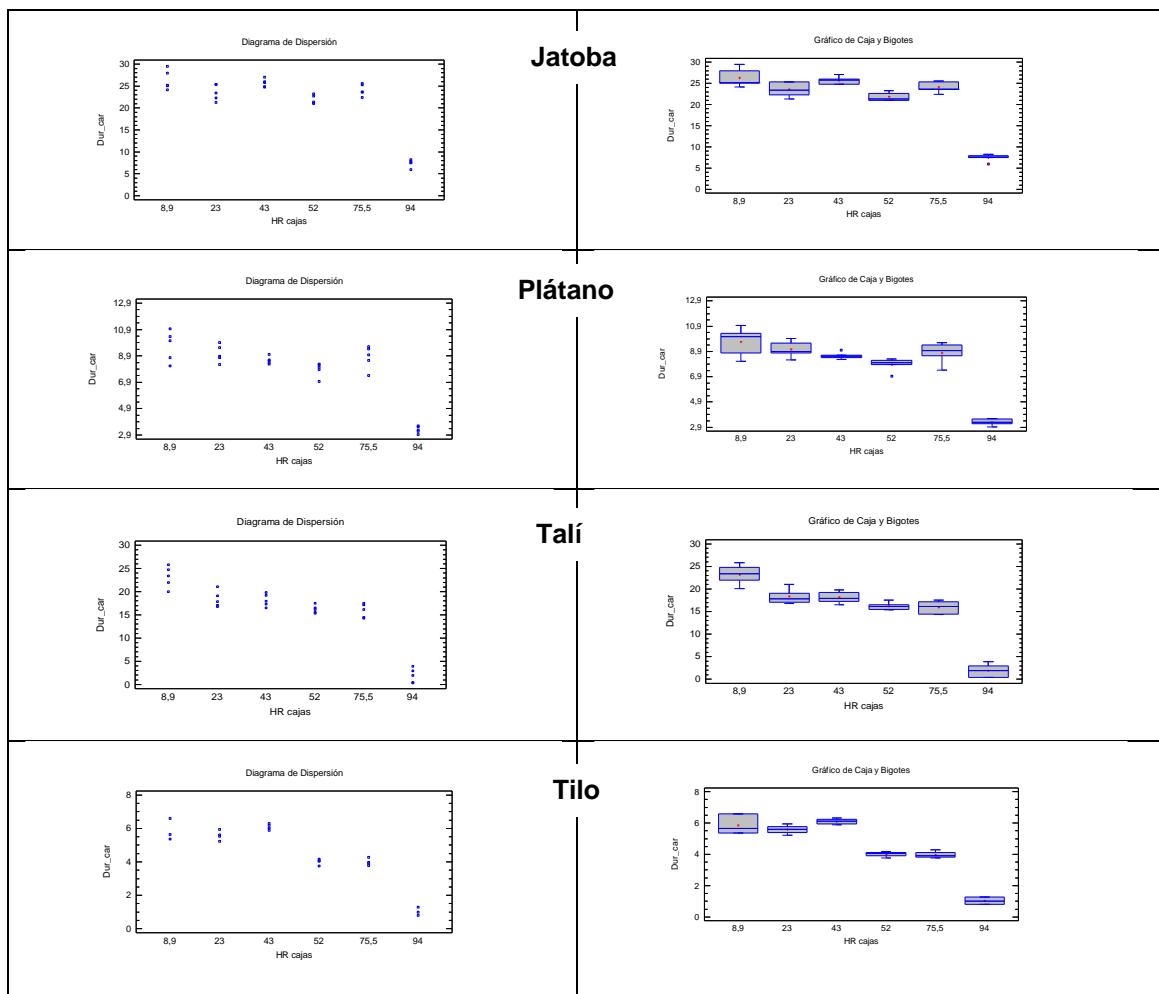 Jatoba
Diagrama de Dispersión
30
25
20
15
10
5
0
Dur_car
8,9 23 43 52 75,5 94
HR cajas
Gráfico de Caja y Bigotes
30
25
20
15
10
5
0
Dur_car
8,9 23 43 52 75,5 94
HR cajas
Plátano
Diagrama de Dispersión
12,9
10,9
8,9
6,9
4,9
2,9
Dur_car
8,9 23 43 52 75,5 94
HR cajas
Gráfico de Caja y Bigotes
12,9
10,9
8,9
6,9
4,9
2,9
Dur_car
8,9 23 43 52 75,5 94
HR cajas
Talí
Diagrama de Dispersión
30
25
20
15
10
5
0
Dur_car
8,9 23 43 52 75,5 94
HR cajas
Gráfico de Caja y Bigotes
30
25
20
15
10
5
0
Dur_car
8,9 23 43 52 75,5 94
HR cajas
Tilo
Diagrama de Dispersión
8
6
4
2
0
Dur_car
8,9 23 43 52 75,5 94
HR cajas
Gráfico de Caja y Bigotes
8
6
4
2
0
Dur_car
8,9 23 43 52 75,5 94
HR cajas